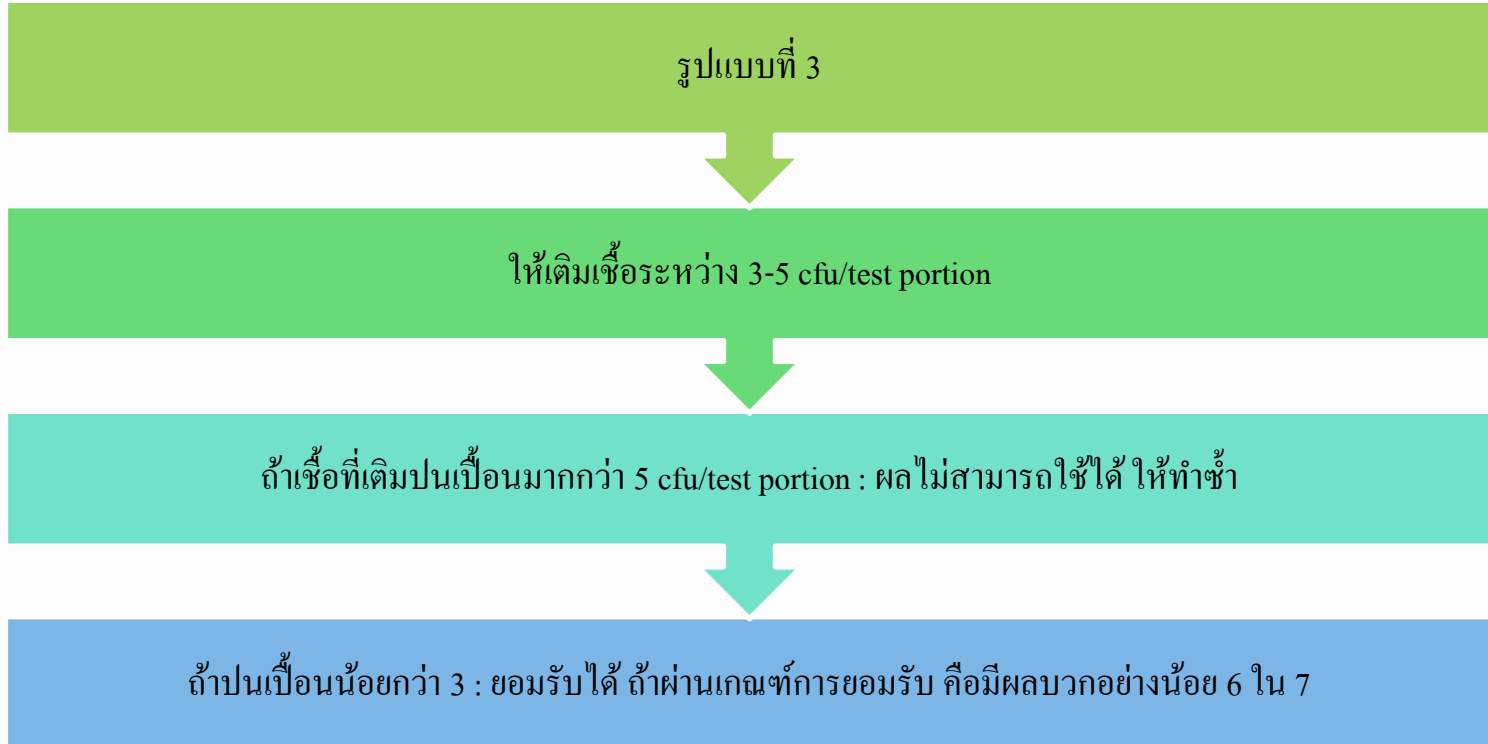 รูปแบบที่ 3
ให้เติมเชื้อระหว่าง 3-5 cfu/test portion
ถ้าเชื้อที่เติมปนเปื้อนมากกว่า 5 cfu/test portion : ผลไม่สามารถใช้ได้ ให้ทำซ้ำ
ถ้าปนเปื้อนน้อยกว่า 3 : ยอมรับได้ ถ้าผ่านเกณฑ์การยอมรับ คือมีผลบวกอย่างน้อย 6 ใน 7